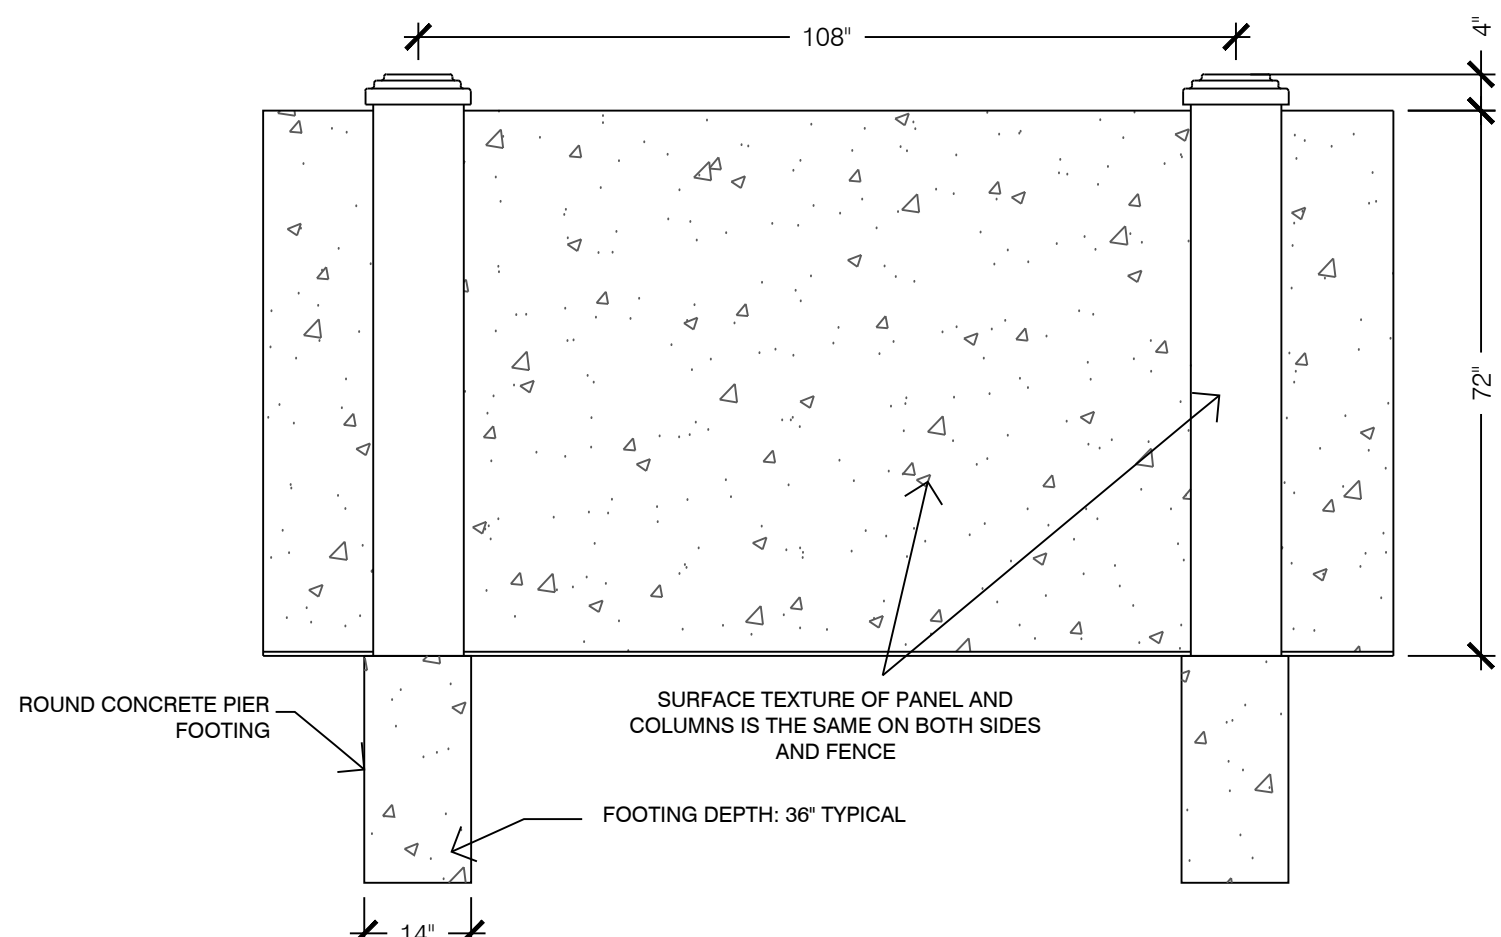 108"
4"
72"
ROUND CONCRETE PIER
FOOTING
SURFACE TEXTURE OF PANEL AND
COLUMNS IS THE SAME ON BOTH SIDES
AND FENCE
FOOTING DEPTH: 36" TYPICAL
14"